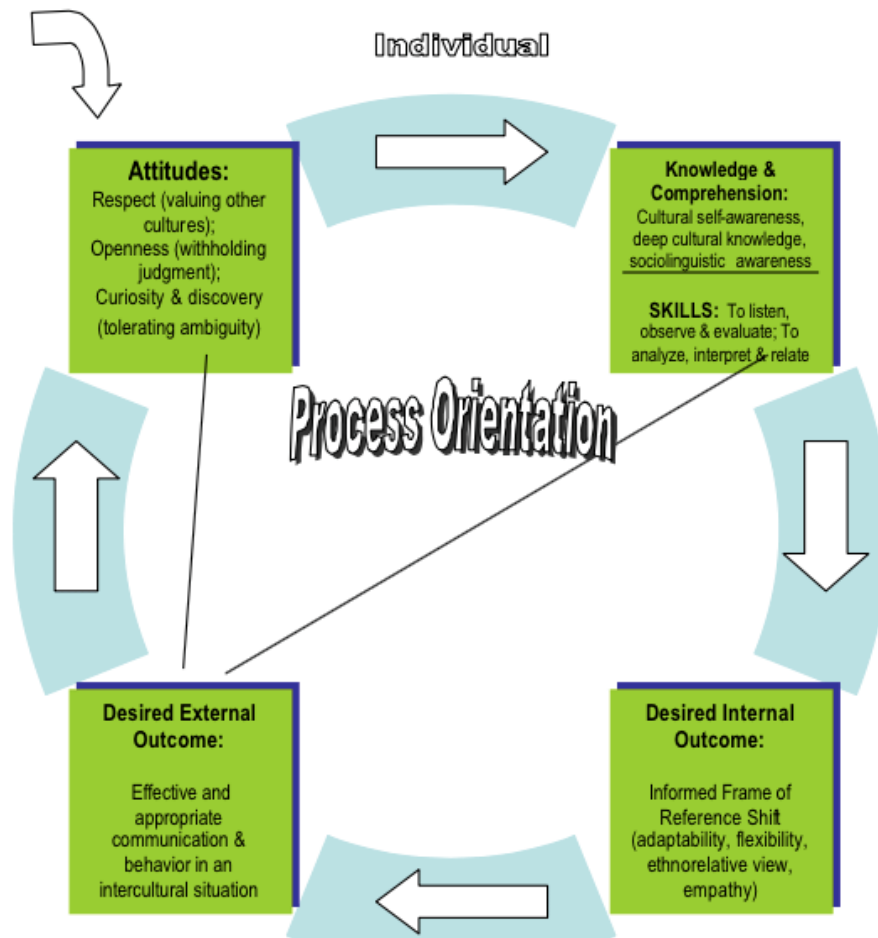 Individual
Attitudes:
Respect (valuing other
cultures);
Openness (withholding
judgment);
Curiosity & discovery
(tolerating ambiguity)
Knowledge &
Comprehension:
Cultural self-awareness,
deep cultural knowledge,
sociolinguistic awareness
SKILLS: To listen,
observe & evaluate; To
analyze, interpret & relate
Process Orientation
Desired External
Outcome:
Effective and
appropriate
communication &
behavior in an
intercultural situation
Desired Internal
Outcome:
Informed Frame of
Reference Shift
(adaptability, flexibility,
ethnorelative view,
empathy)